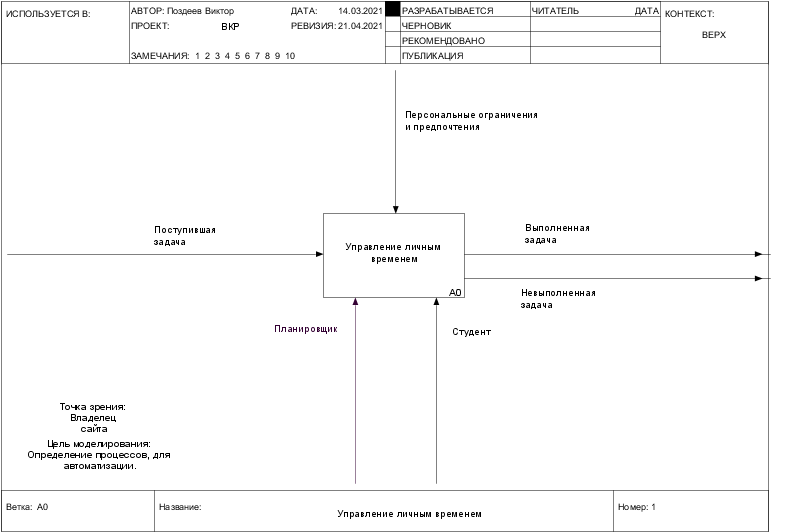 ИСПОЛЬЗУЕТСЯ В:
АВТОР: Поздеев Виктор
ДАТА: 14.03.2021
ПРОЕКТ: ВКР
РЕВИЗИЯ: 21.04.2021
ЗАМЕЧАНИЯ: 1 2 3 4 5 6 7 8 9 10
РАЗРАБАТЫВАЕТСЯ
ЧЕРНОВИК
РЕКОМЕНДОВАНО
ПУБЛИКАЦИЯ
ЧИТАТЕЛЬ ДАТА
КОНТЕКСТ:
ВЕРХ
Персональные ограничения
и предпочтения
Поступившая
задача
Управление личным
временем
A0
Выполненная
задача
Невыполненная
задача
Планировщик
Студент
Точка зрения:
Владелец
сайта
Цель моделирования:
Определение процессов, для
автоматизации.
Ветка: A0
Название:
Управление личным временем
Номер: 1